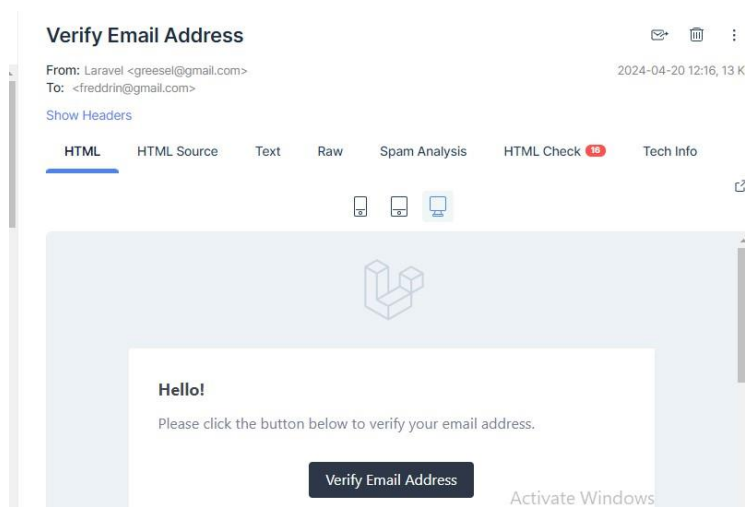 Verify Email Address
From: Laravel <greesel@gmail.com>
2024-04-20 12:16, 13 K
To: <freddrin@gmail.com>
Show Headers
HTML HTML Source Text Raw Spam Analysis HTML Check 16 Tech Info
Hello!
Please click the button below to verify your email address.
Verify Email Address
Activate Windows